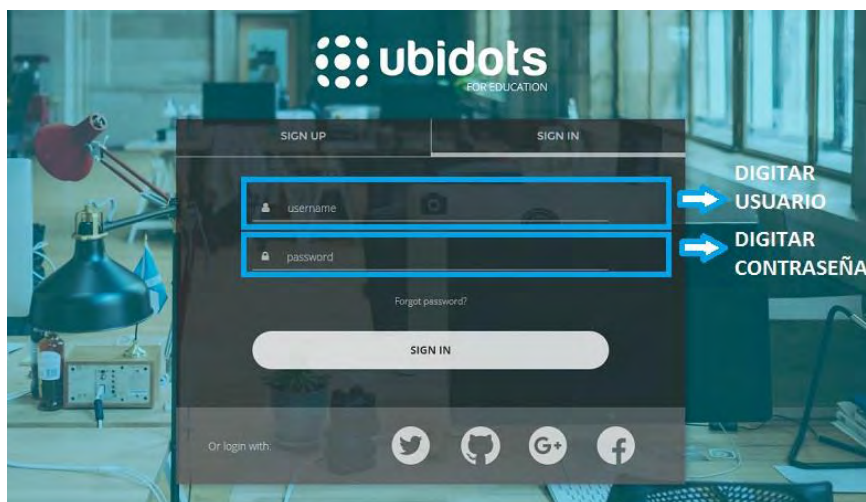 ubidots
FOR EDUCATION
SIGN UP
SIGN IN
username
password
Forgot password?
SIGN IN
Or login with:
G+
DIGITAR
USUARIO
DIGITAR
CONTRASEÑA